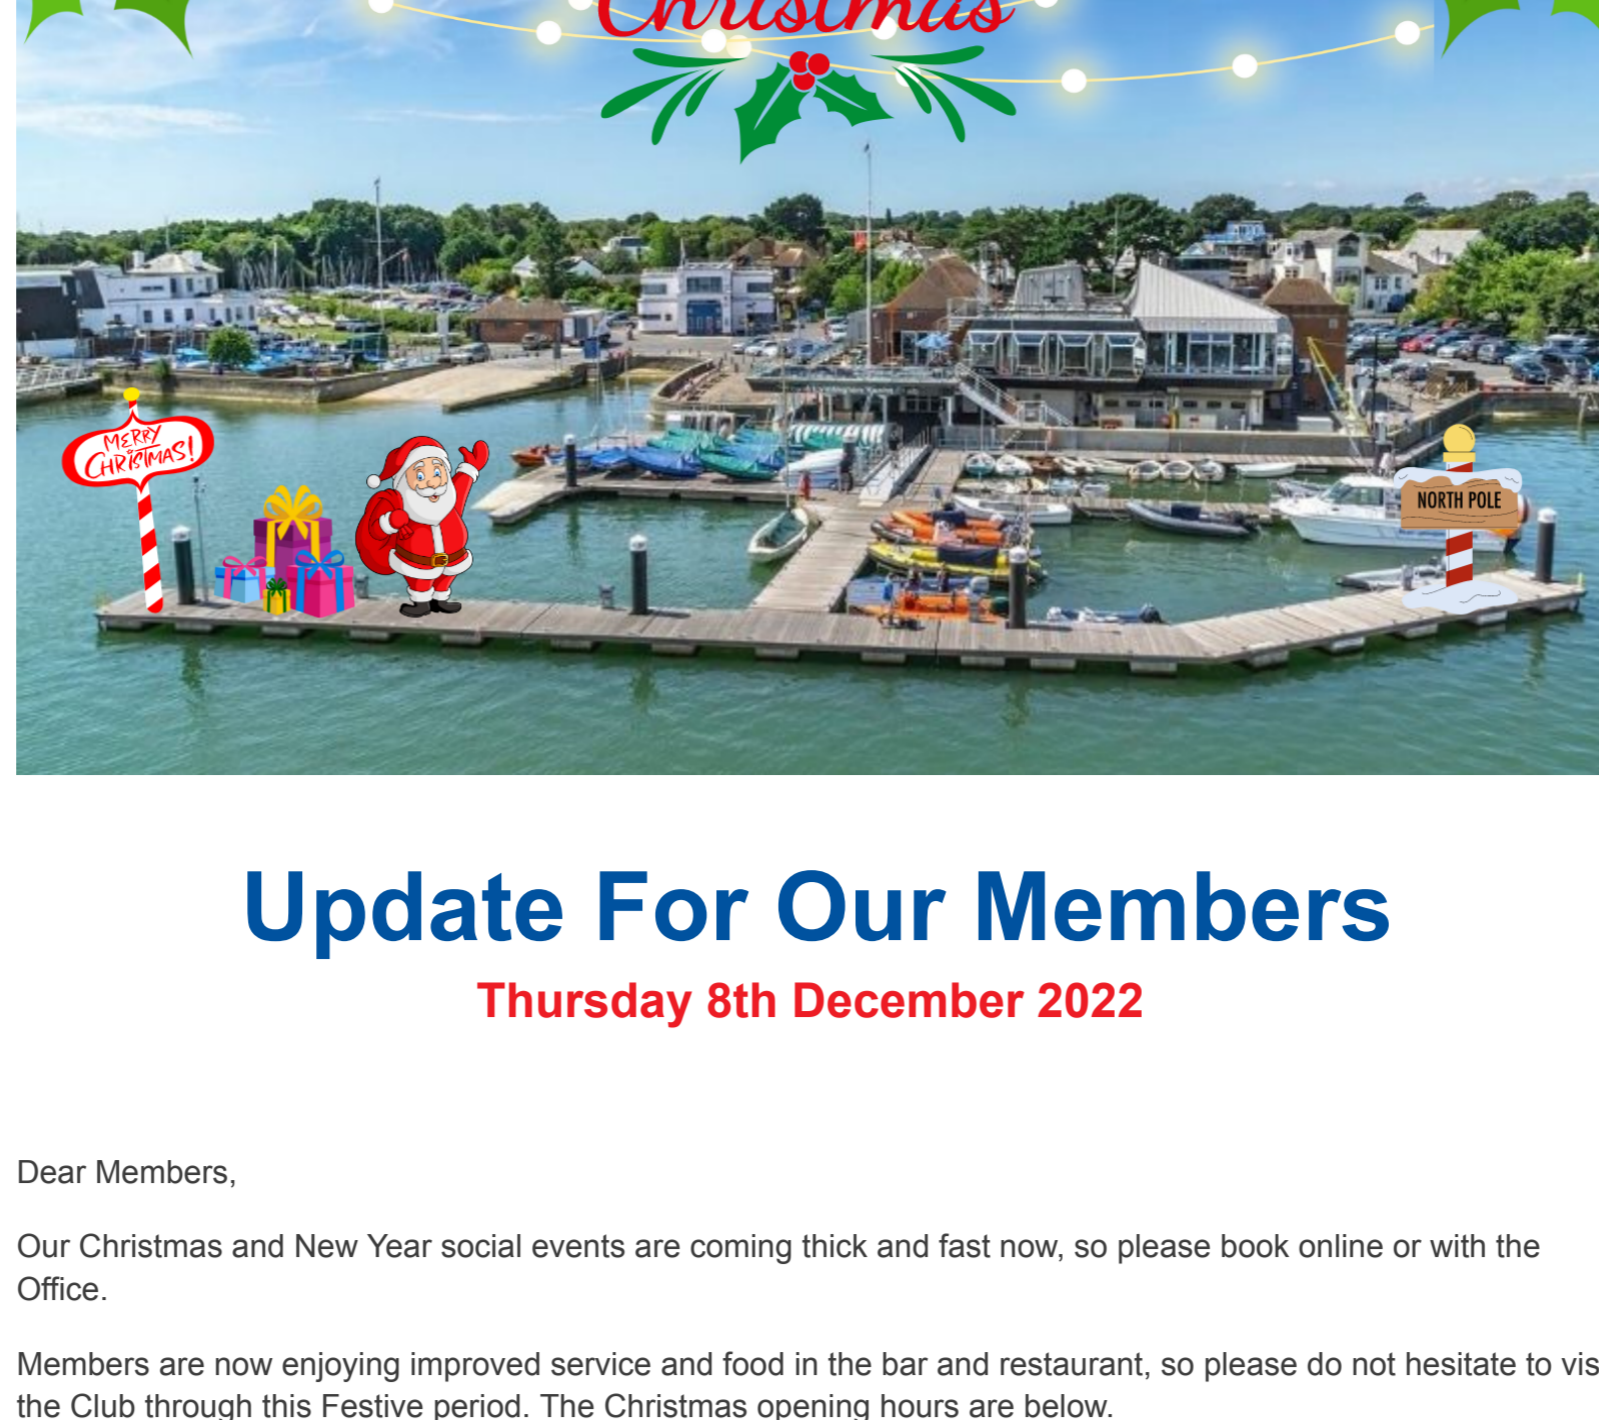 Christmas
MERRY
CHRISTMAS!
NORTH POLE
Update For Our Members
Thursday 8th December 2022
Dear Members,
Our Christmas and New Year social events are coming thick and fast now, so please book online or with the
Office.
Members are now enjoying improved service and food in the bar and restaurant, so please do not hesitate to vis
the Club through this Festive period. The Christmas opening hours are below.